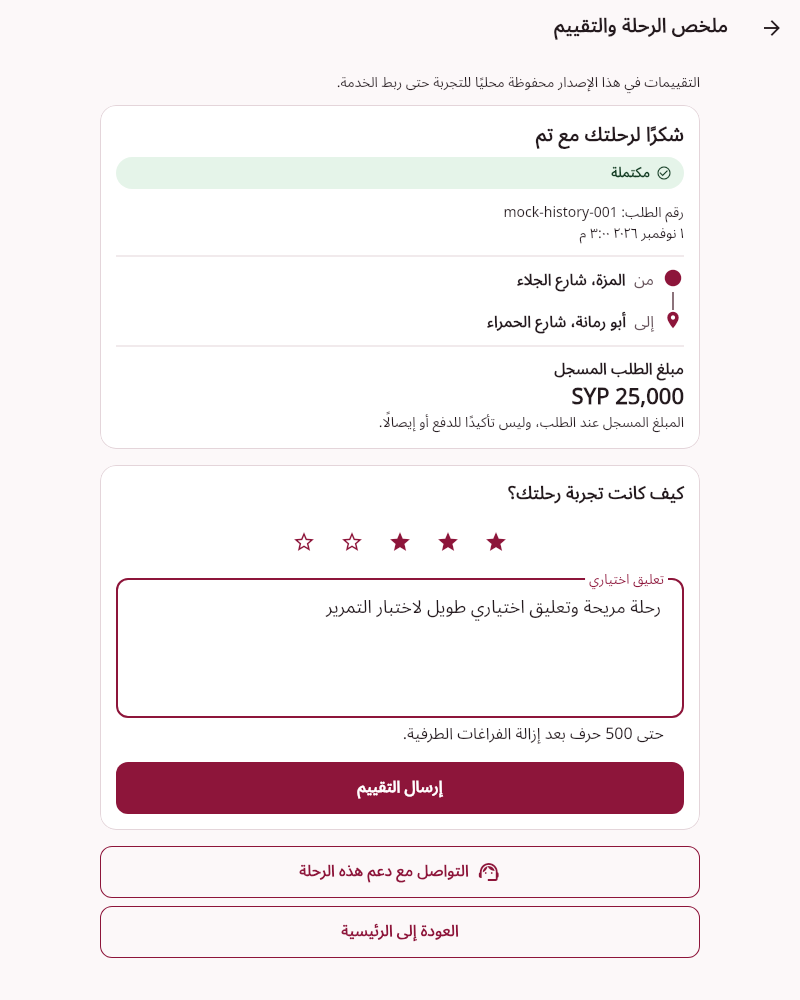 ملخص الرحلة والتقييم
التقييمات في هذا الإصدار محفوظة محليًا للتجربة حتى ربط الخدمة.
شكرًا لرحلتك مع تم
مكتملة
رقم الطلب: mock-history-001
١ نوفمبر ٢٠٢٦ ٣:٠٠ م
من المزة، شارع الجلاء
إلى أبو رمانة، شارع الحمراء
مبلغ الطلب المسجل
SYP 25,000
المبلغ المسجل عند الطلب، وليس تأكيدًا للدفع أو إيصالًا.
كيف كانت تجربة رحلتك؟
تعليق اختياري
رحلة مريحة وتعليق اختياري طويل لاختبار التمرير
حتى 500 حرف بعد إزالة الفراغات الطرفية.
إرسال التقييم
التواصل مع دعم هذه الرحلة
العودة إلى الرئيسية